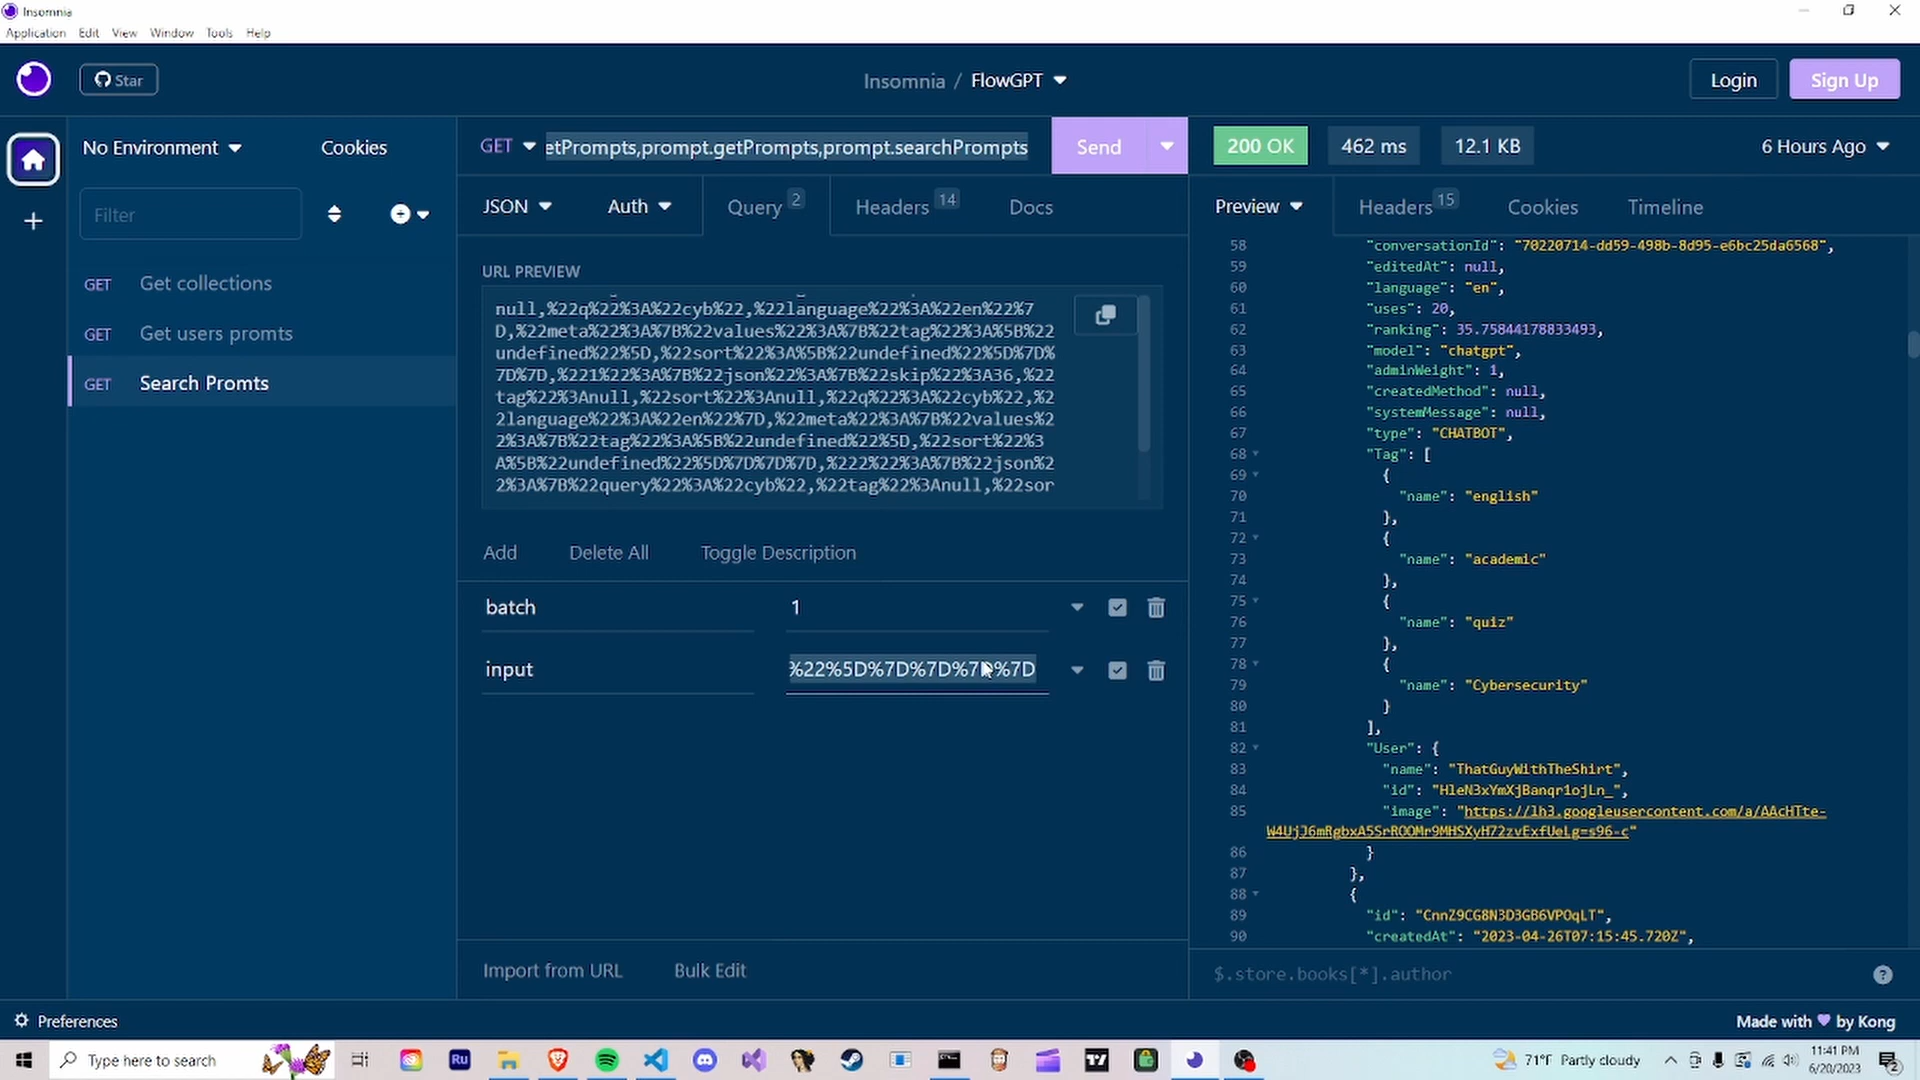 Insomnia
Application Edit View Window Tools Help
Star
Insomnia / FlowGPT
Login
Sign Up
No Environment
Cookies
Filter
GET Get collections
GET Get users promts
GET Search Promts
GET etPrompts,prompt.getPrompts,prompt.searchPrompts
Send
JSON Auth Query 2 Headers 14 Docs
URL PREVIEW
null,%22q%22%3A%22cyb%22,%22language%22%3A%22en%22%7
D,%22meta%22%3A%7B%22values%22%3A%7B%22tag%22%3A%5B%22
undefined%22%5D,%22sort%22%3A%5B%22undefined%22%5D%7D%
7D%7D,%221%22%3A%7B%22json%22%3A%7B%22skip%22%3A36,%22
tag%22%3Anull,%22sort%22%3Anull,%22q%22%3A%22cyb%22,%2
2language%22%3A%22en%22%7D,%22meta%22%3A%7B%22values%2
2%3A%7B%22tag%22%3A%5B%22undefined%22%5D,%22sort%22%3
A%5B%22undefined%22%5D%7D%7D%7D,%222%22%3A%7B%22json%2
2%3A%7B%22query%22%3A%22cyb%22,%22tag%22%3Anull,%22sor
Add Delete All Toggle Description
batch 1
input %22%5D%7D%7D%7D%7D
Import from URL Bulk Edit
200 OK 462 ms 12.1 KB 6 Hours Ago
Preview Headers 15 Cookies Timeline
58 "conversationId": "70220714-dd59-498b-8d95-e6bc25da6568",
59 "editedAt": null,
60 "language": "en",
61 "uses": 20,
62 "ranking": 35.75844178833493,
63 "model": "chatgpt",
64 "adminWeight": 1,
65 "createdMethod": null,
66 "systemMessage": null,
67 "type": "CHATBOT",
68 "Tag": [
69 {
70 "name": "english"
71 },
72 {
73 "name": "academic"
74 },
75 {
76 "name": "quiz"
77 },
78 {
79 "name": "Cybersecurity"
80 }
81 ],
82 "User": {
83 "name": "ThatGuyWithTheShirt",
84 "id": "HleN3xYmXjBanqr1ojLn_",
85 "image": "https://lh3.googleusercontent.com/a/AAcHTte-
W4UjJ6mRgbxA5SrROOMr9MHSXyH72zvExfUeLg=s96-c"
86 }
87 },
88 {
89 "id": "CnnZ9CG8N3D3GB6VPOqLT",
90 "createdAt": "2023-04-26T07:15:45.720Z",
$.store.books[*].author
Preferences
Made with by Kong
Type here to search
Ru
71°F Partly cloudy
11:41 PM
6/20/2023
2